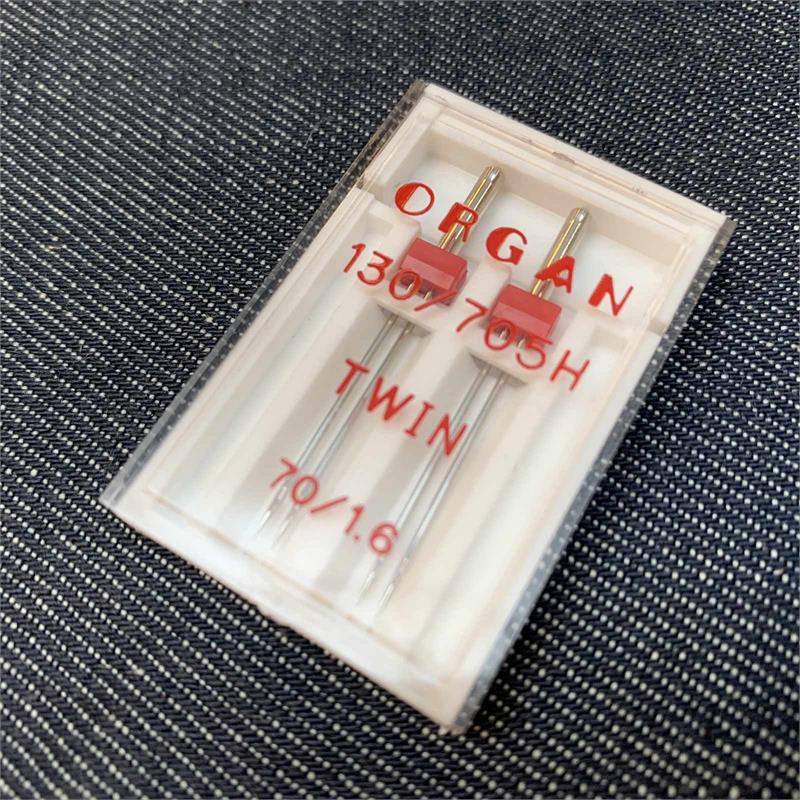 ORGAN
130/705H
TWIN
70/1.6